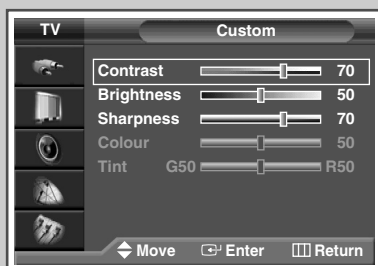 TV Custom
Contrast 70
Brightness 50
Sharpness 70
Colour 50
Tint G50 R50
Move Enter Return